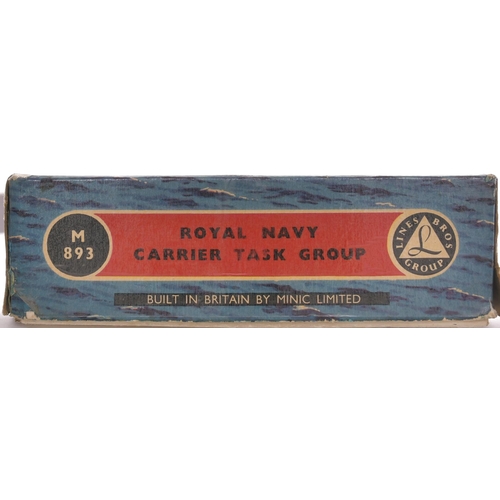 M
893
ROYAL NAVY
CARRIER TASK GROUP
LINES BROS
L
GROUP
BUILT IN BRITAIN BY MINIC LIMITED